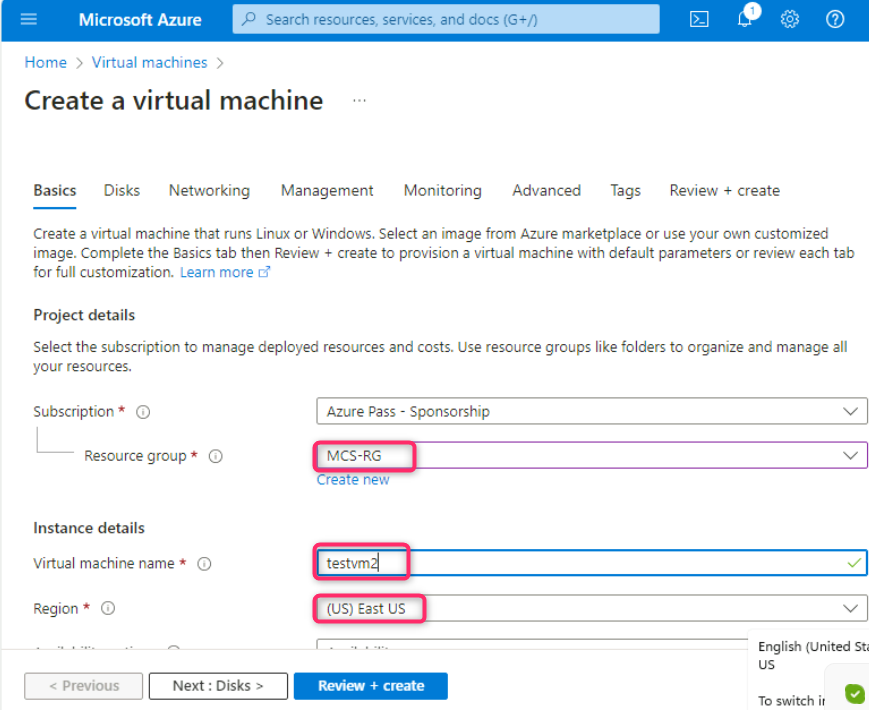 Microsoft Azure
Search resources, services, and docs (G+/)
1
Home > Virtual machines >
Create a virtual machine ...
Basics Disks Networking Management Monitoring Advanced Tags Review + create
Create a virtual machine that runs Linux or Windows. Select an image from Azure marketplace or use your own customized
image. Complete the Basics tab then Review + create to provision a virtual machine with default parameters or review each tab
for full customization. Learn more
Project details
Select the subscription to manage deployed resources and costs. Use resource groups like folders to organize and manage all
your resources.
Subscription * Azure Pass - Sponsorship
Resource group * MCS-RG
Create new
Instance details
Virtual machine name * testvm2
Region * (US) East US
English (United Sta
US
To switch i
< Previous Next : Disks > Review + create